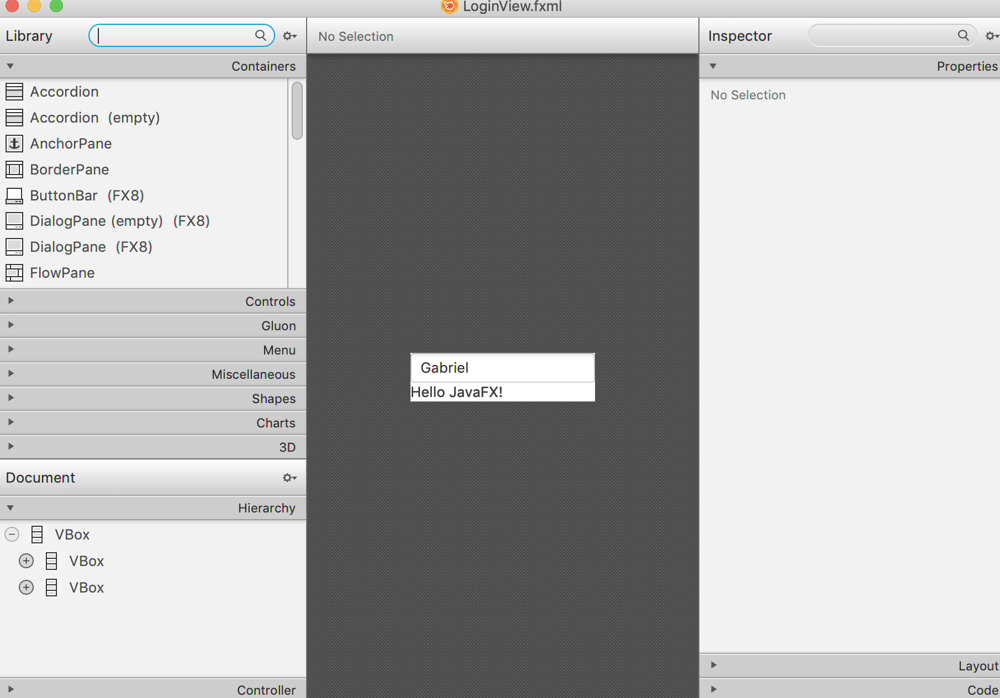 LoginView.fxml
Library
No Selection
Inspector
Containers
Properties
Accordion
No Selection
Accordion (empty)
AnchorPane
BorderPane
ButtonBar (FX8)
DialogPane (empty) (FX8)
DialogPane (FX8)
FlowPane
Controls
Gluon
Menu
Miscellaneous
Shapes
Charts
3D
Gabriel
Hello JavaFX!
Document
Hierarchy
VBox
VBox
VBox
Controller
Layout
Code